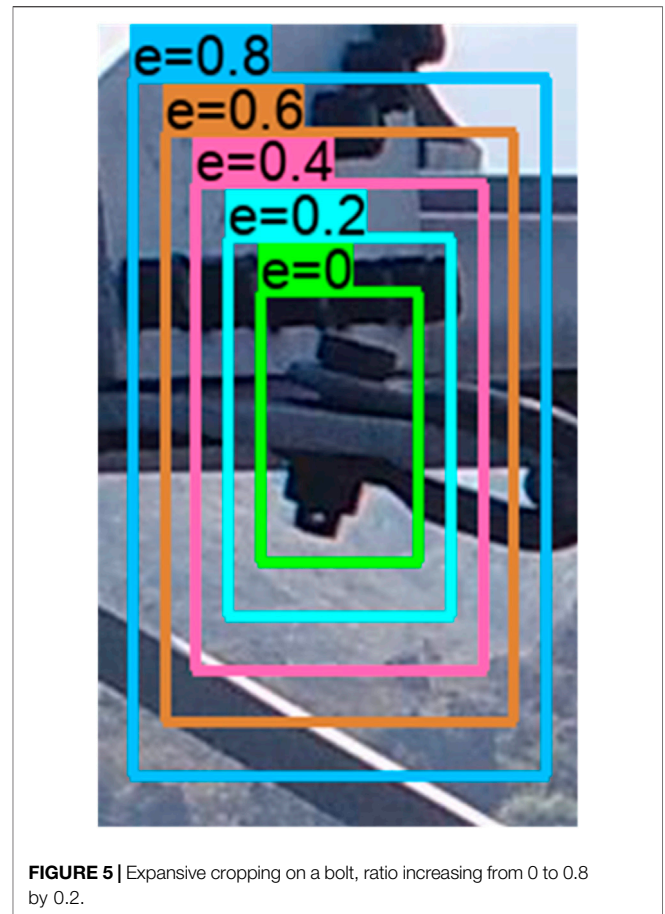 e=0.8
e=0.6
e=0.4
e=0.2
e=0
FIGURE 5 | Expansive cropping on a bolt, ratio increasing from 0 to 0.8
by 0.2.